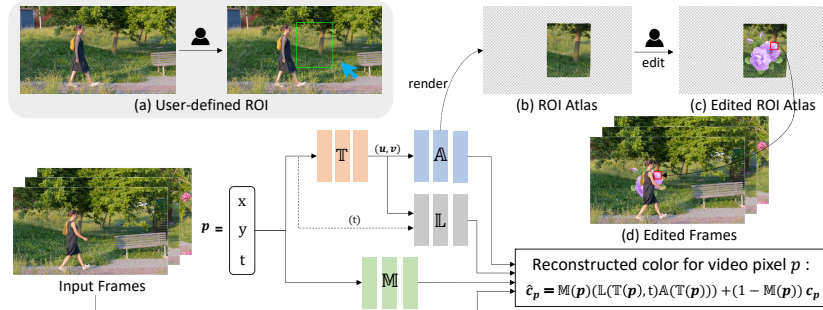 (a) User-defined ROI
render
(b) ROI Atlas
edit
(c) Edited ROI Atlas
𝕋
(u, v)
𝔸
p =
x
y
t
(t)
𝕃
(d) Edited Frames
𝕄
Input Frames
Reconstructed color for video pixel p :
ĉₚ = 𝕄(p)(𝕃(𝕋(p), t)𝔸(𝕋(p))) + (1 − 𝕄(p)) cₚ